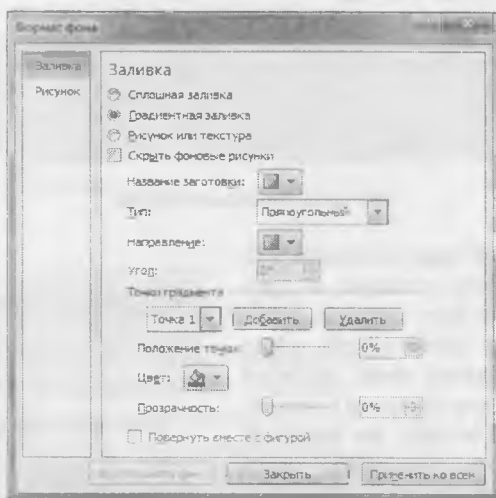 Формат фона
Заливка
Рисунок
Заливка
Сплошная заливка
Градиентная заливка
Рисунок или текстура
Скрыть фоновые рисунки
Название заготовки:
Тип:
Прямоугольный
Направление:
Угол:
Точки градиента
Точка 1
Добавить
Удалить
Положение точки:
0%
Цвет:
Прозрачность:
0%
Повернуть вместе с фигурой
Закрыть
Применить ко всем